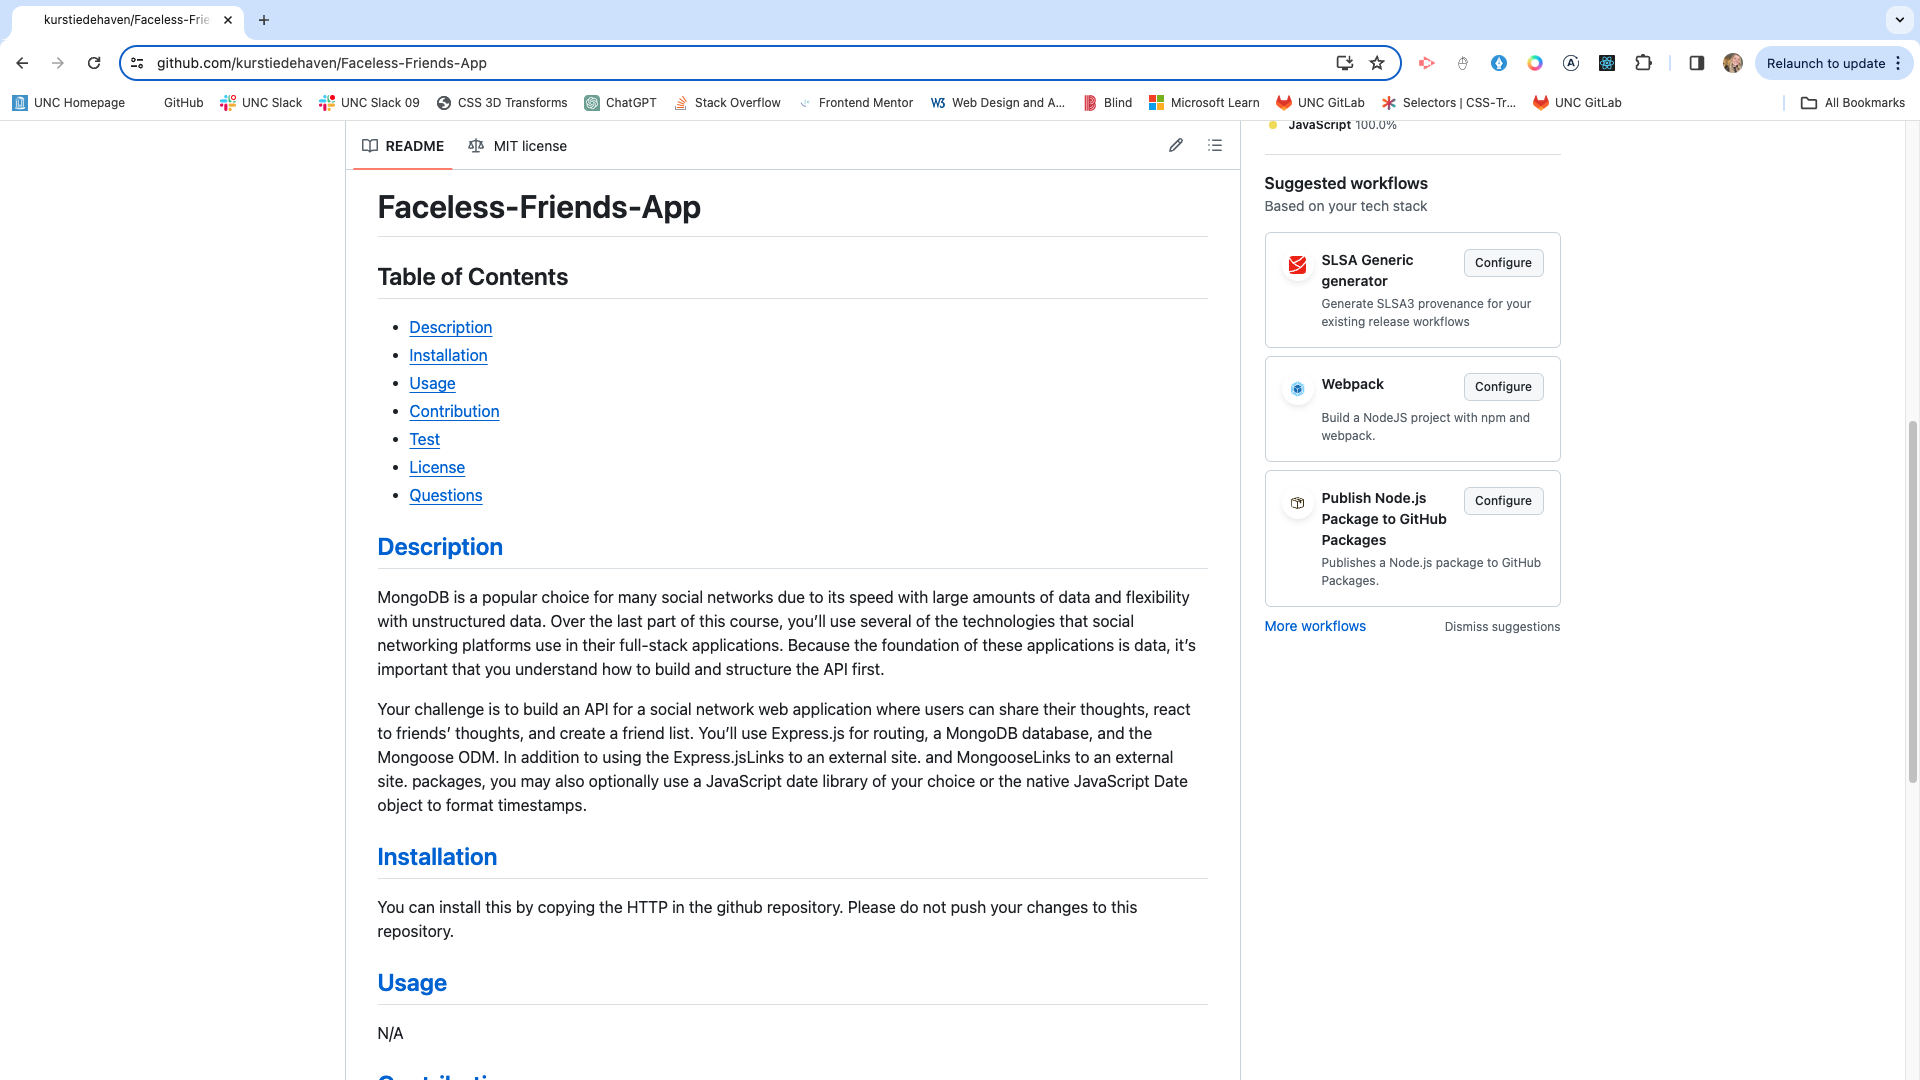 kurstiedehaven/Faceless-Frie
github.com/kurstiedehaven/Faceless-Friends-App
Relaunch to update
UNC Homepage
GitHub
UNC Slack
UNC Slack 09
CSS 3D Transforms
ChatGPT
Stack Overflow
Frontend Mentor
Web Design and A...
Blind
Microsoft Learn
UNC GitLab
Selectors | CSS-Tr...
UNC GitLab
All Bookmarks
README
MIT license
Faceless-Friends-App
Table of Contents
Description
Installation
Usage
Contribution
Test
License
Questions
Description
MongoDB is a popular choice for many social networks due to its speed with large amounts of data and flexibility
with unstructured data. Over the last part of this course, you’ll use several of the technologies that social
networking platforms use in their full-stack applications. Because the foundation of these applications is data, it’s
important that you understand how to build and structure the API first.
Your challenge is to build an API for a social network web application where users can share their thoughts, react
to friends’ thoughts, and create a friend list. You’ll use Express.js for routing, a MongoDB database, and the
Mongoose ODM. In addition to using the Express.jsLinks to an external site. and MongooseLinks to an external
site. packages, you may also optionally use a JavaScript date library of your choice or the native JavaScript Date
object to format timestamps.
Installation
You can install this by copying the HTTP in the github repository. Please do not push your changes to this
repository.
Usage
N/A
JavaScript 100.0%
Suggested workflows
Based on your tech stack
SLSA Generic
generator
Configure
Generate SLSA3 provenance for your
existing release workflows
Webpack
Configure
Build a NodeJS project with npm and
webpack.
Publish Node.js
Package to GitHub
Packages
Configure
Publishes a Node.js package to GitHub
Packages.
More workflows
Dismiss suggestions